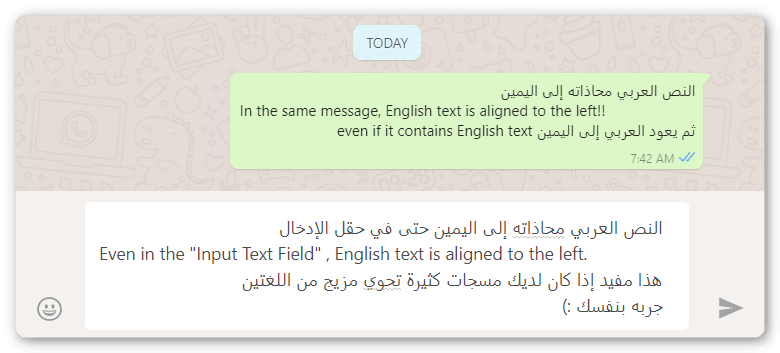 TODAY
النص العربي محاذاته إلى اليمين
In the same message, English text is aligned to the left!!
ثم يعود العربي إلى اليمين even if it contains English text
7:42 AM
النص العربي محاذاته إلى اليمين حتى في حقل الإدخال
Even in the "Input Text Field" , English text is aligned to the left.
هذا مفيد إذا كان لديك مسجات كثيرة تحوي مزيج من اللغتين
جربه بنفسك :)